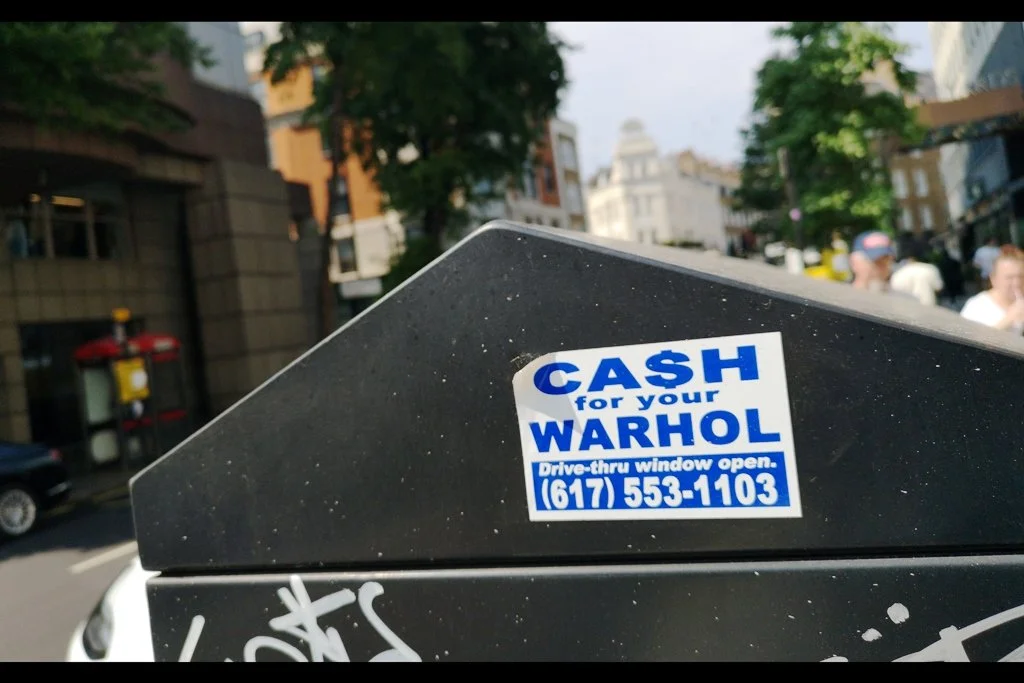 CA$H
for your
WARHOL
Drive-thru window open.
(617) 553-1103